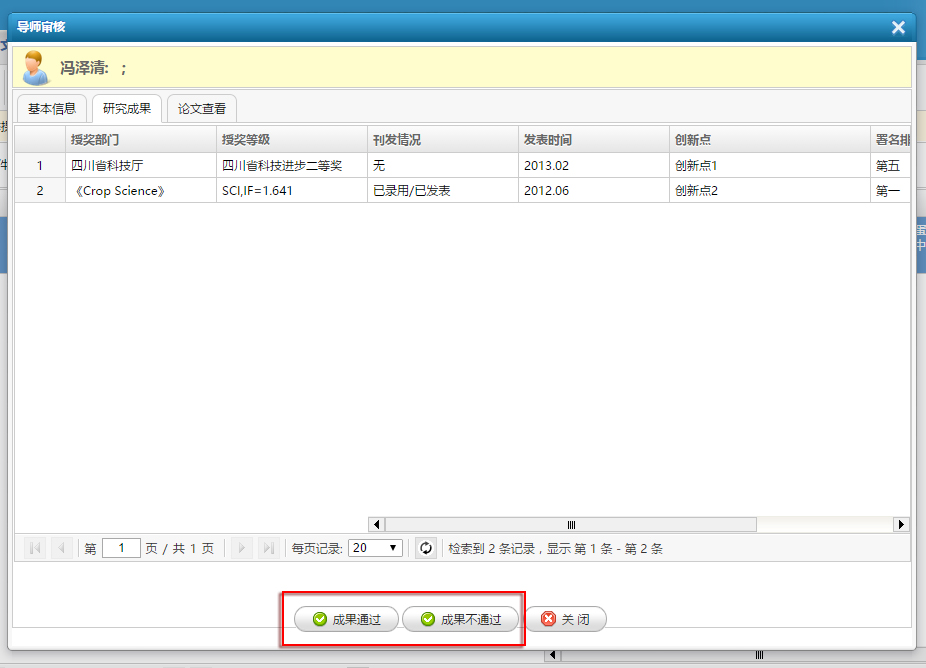 导师审核
冯泽清: ;
基本信息 研究成果 论文查看
授奖部门 授奖等级 刊发情况 发表时间 创新点 署名排
1 四川省科技厅 四川省科技进步二等奖 无 2013.02 创新点1 第五
2 《Crop Science》 SCI,IF=1.641 已录用/已发表 2012.06 创新点2 第一
第 1 页 / 共 1 页 每页记录: 20 检索到 2 条记录，显示 第 1 条 - 第 2 条
成果通过 成果不通过 关 闭